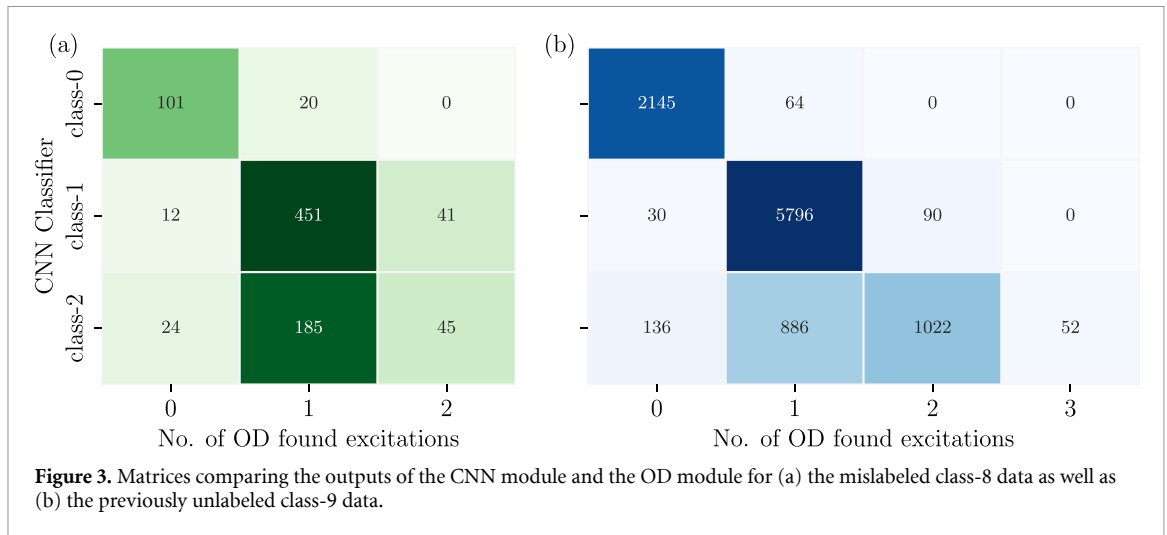 (a)
(b)
CNN Classifier
class-0
class-1
class-2
101 20 0
12 451 41
24 185 45
0 1 2
No. of OD found excitations
2145 64 0 0
30 5796 90 0
136 886 1022 52
0 1 2 3
No. of OD found excitations
Figure 3. Matrices comparing the outputs of the CNN module and the OD module for (a) the mislabeled class-8 data as well as
(b) the previously unlabeled class-9 data.